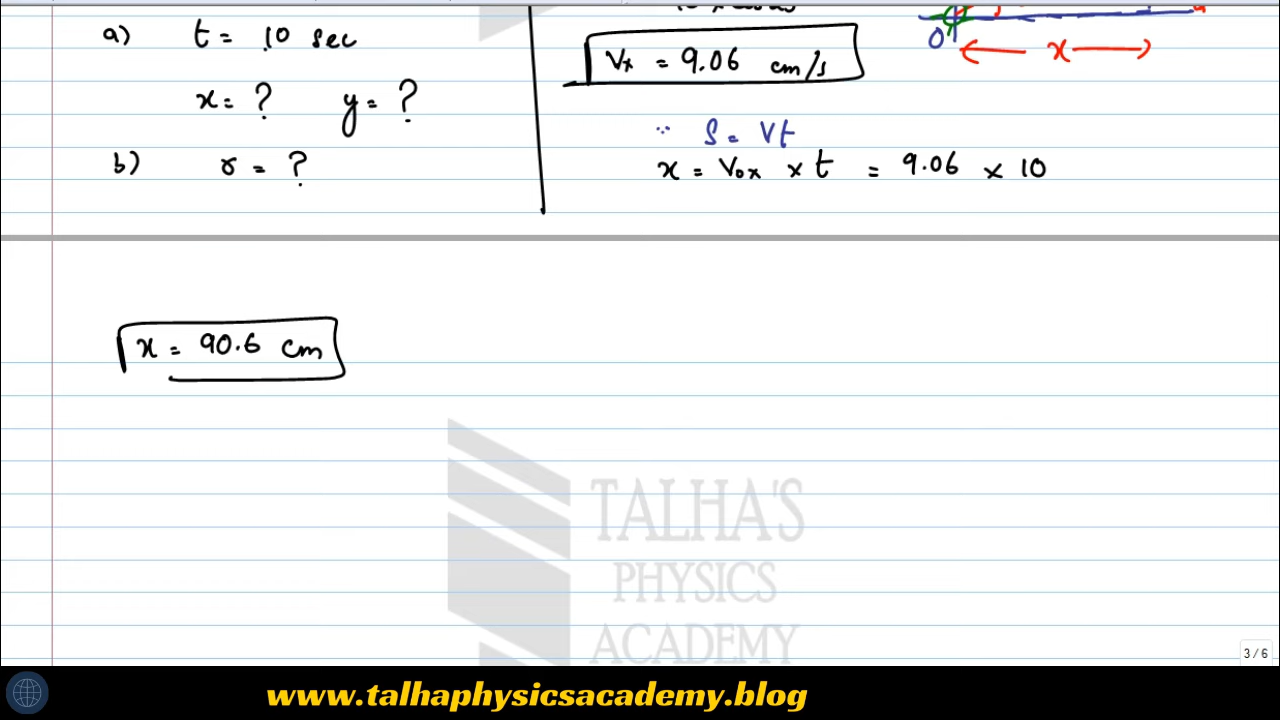 a) t = 10 sec
x = ? y = ?
b) r = ?
Vx = 9.06 cm/s
∵ S = Vt
x = Vox × t = 9.06 × 10
0 x
x = 90.6 cm
TALHA'S
PHYSICS
ACADEMY
3 / 6
www.talhaphysicsacademy.blog